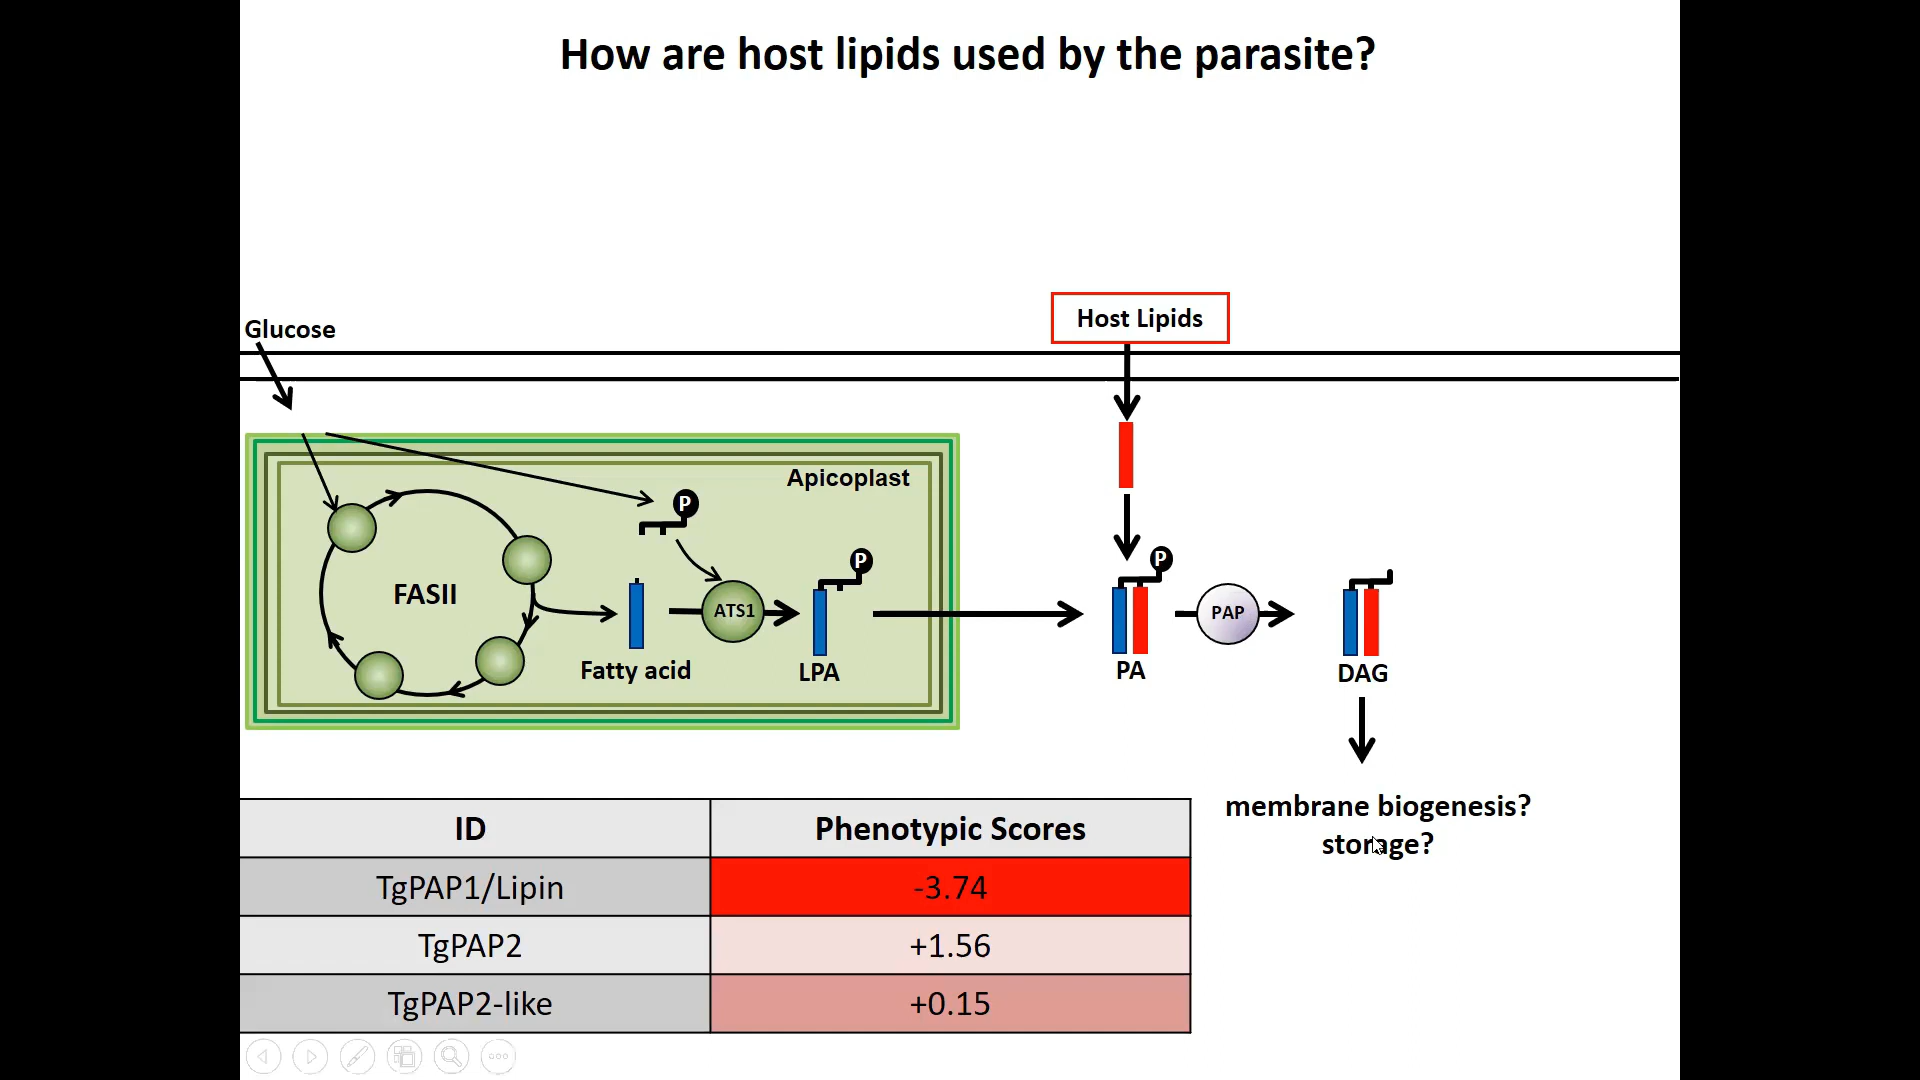 How are host lipids used by the parasite?
Host Lipids
Glucose
Apicoplast
P
P
P
FASII
ATS1
PAP
Fatty acid
LPA
PA
DAG
membrane biogenesis?
storage?
ID Phenotypic Scores
TgPAP1/Lipin -3.74
TgPAP2 +1.56
TgPAP2-like +0.15